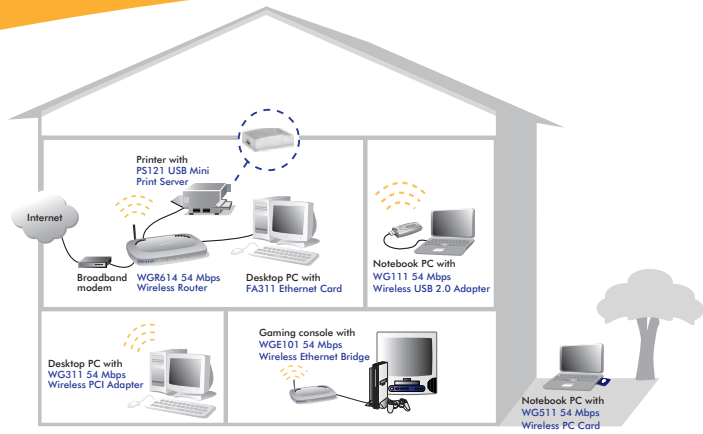 Printer with
PS121 USB Mini
Print Server
Internet
Broadband
modem
WGR614 54 Mbps
Wireless Router
Desktop PC with
FA311 Ethernet Card
Notebook PC with
WG111 54 Mbps
Wireless USB 2.0 Adapter
Desktop PC with
WG311 54 Mbps
Wireless PCI Adapter
Gaming console with
WGE101 54 Mbps
Wireless Ethernet Bridge
Notebook PC with
WG511 54 Mbps
Wireless PC Card